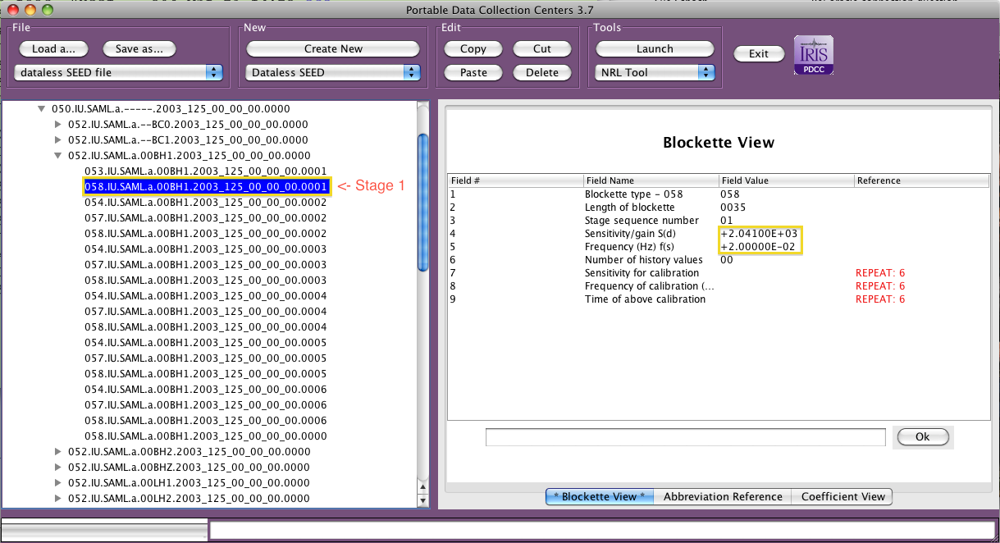 Portable Data Collection Centers 3.7
File
New
Edit
Tools
Load a...
Save as...
Create New
Copy
Cut
Launch
Exit
IRIS
PDCC
dataless SEED file
Dataless SEED
Paste
Delete
NRL Tool
050.IU.SAML.a.-----.2003_125_00_00_00.0000
052.IU.SAML.a.--BC0.2003_125_00_00_00.0000
052.IU.SAML.a.--BC1.2003_125_00_00_00.0000
052.IU.SAML.a.00BH1.2003_125_00_00_00.0000
053.IU.SAML.a.00BH1.2003_125_00_00_00.0001
058.IU.SAML.a.00BH1.2003_125_00_00_00.0001 <- Stage 1
054.IU.SAML.a.00BH1.2003_125_00_00_00.0002
057.IU.SAML.a.00BH1.2003_125_00_00_00.0002
058.IU.SAML.a.00BH1.2003_125_00_00_00.0002
054.IU.SAML.a.00BH1.2003_125_00_00_00.0003
057.IU.SAML.a.00BH1.2003_125_00_00_00.0003
058.IU.SAML.a.00BH1.2003_125_00_00_00.0003
054.IU.SAML.a.00BH1.2003_125_00_00_00.0004
057.IU.SAML.a.00BH1.2003_125_00_00_00.0004
058.IU.SAML.a.00BH1.2003_125_00_00_00.0004
054.IU.SAML.a.00BH1.2003_125_00_00_00.0005
057.IU.SAML.a.00BH1.2003_125_00_00_00.0005
058.IU.SAML.a.00BH1.2003_125_00_00_00.0005
054.IU.SAML.a.00BH1.2003_125_00_00_00.0006
057.IU.SAML.a.00BH1.2003_125_00_00_00.0006
058.IU.SAML.a.00BH1.2003_125_00_00_00.0006
058.IU.SAML.a.00BH1.2003_125_00_00_00.0000
052.IU.SAML.a.00BH2.2003_125_00_00_00.0000
052.IU.SAML.a.00BHZ.2003_125_00_00_00.0000
052.IU.SAML.a.00LH1.2003_125_00_00_00.0000
052.IU.SAML.a.00LH2.2003_125_00_00_00.0000
Blockette View
Field # Field Name Field Value Reference
1 Blockette type - 058 058
2 Length of blockette 0035
3 Stage sequence number 01
4 Sensitivity/gain S(d) +2.04100E+03
5 Frequency (Hz) f(s) +2.00000E-02
6 Number of history values 00
7 Sensitivity for calibration REPEAT: 6
8 Frequency of calibration (... REPEAT: 6
9 Time of above calibration REPEAT: 6
Ok
* Blockette View * Abbreviation Reference Coefficient View